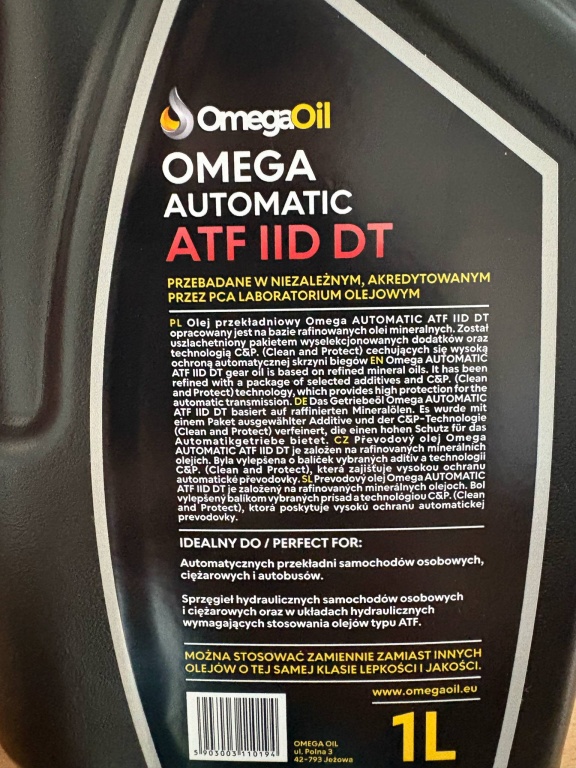 OmegaOil
OMEGA
AUTOMATIC
ATF IID DT
PRZEBADANE W NIEZALEŻNYM, AKREDYTOWANYM
PRZEZ PCA LABORATORIUM OLEJOWYM
PL Olej przekładniowy Omega AUTOMATIC ATF IID DT
opracowany jest na bazie rafinowanych olei mineralnych. Został
uszlachetniony pakietem wyselekcjonowanych dodatków oraz
technologią C&P. (Clean and Protect) cechujących się wysoką
ochroną automatycznej skrzyni biegów EN Omega AUTOMATIC
ATF IID DT gear oil is based on refined mineral oils. It has been
refined with a package of selected additives and C&P. (Clean
and Protect) technology, which provides high protection for the
automatic transmission. DE Das Getriebeöl Omega AUTOMATIC
ATF IID DT basiert auf raffinierten Mineralölen. Es wurde mit
einem Paket ausgewählter Additive und der C&P-Technologie
(Clean and Protect) verfeinert, die einen hohen Schutz für das
Automatikgetriebe bietet. CZ Převodový olej Omega
AUTOMATIC ATF IID DT je založen na rafinovaných minerálních
olejích. Byla vylepšena o balíček vybraných aditiv a technologii
C&P. (Clean and Protect), která zajišťuje vysokou ochranu
automatické převodovky. SL Prevodový olej Omega AUTOMATIC
ATF IID DT je založený na rafinovaných minerálnych olejoch. Bol
vylepšený balíkom vybraných prísad a technológiou C&P. (Clean
and Protect), ktorá poskytuje vysokú ochranu automatickej
prevodovky.
IDEALNY DO / PERFECT FOR:
Automatycznych przekładni samochodów osobowych,
ciężarowych i autobusów.
Sprzęgieł hydraulicznych samochodów osobowych
i ciężarowych oraz w układach hydraulicznych
wymagających stosowania olejów typu ATF.
MOŻNA STOSOWAĆ ZAMIENNIE ZAMIAST INNYCH
OLEJÓW O TEJ SAMEJ KLASIE LEPKOŚCI I JAKOŚCI.
www.omegaoil.eu
5 903003 110194
OMEGA OIL
ul. Polna 3
42-793 Jeżowa
1L